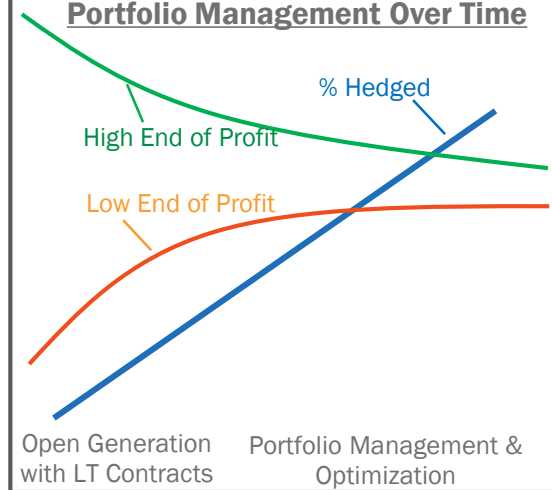 Portfolio Management Over Time
% Hedged
High End of Profit
Low End of Profit
Open Generation
with LT Contracts
Portfolio Management &
Optimization